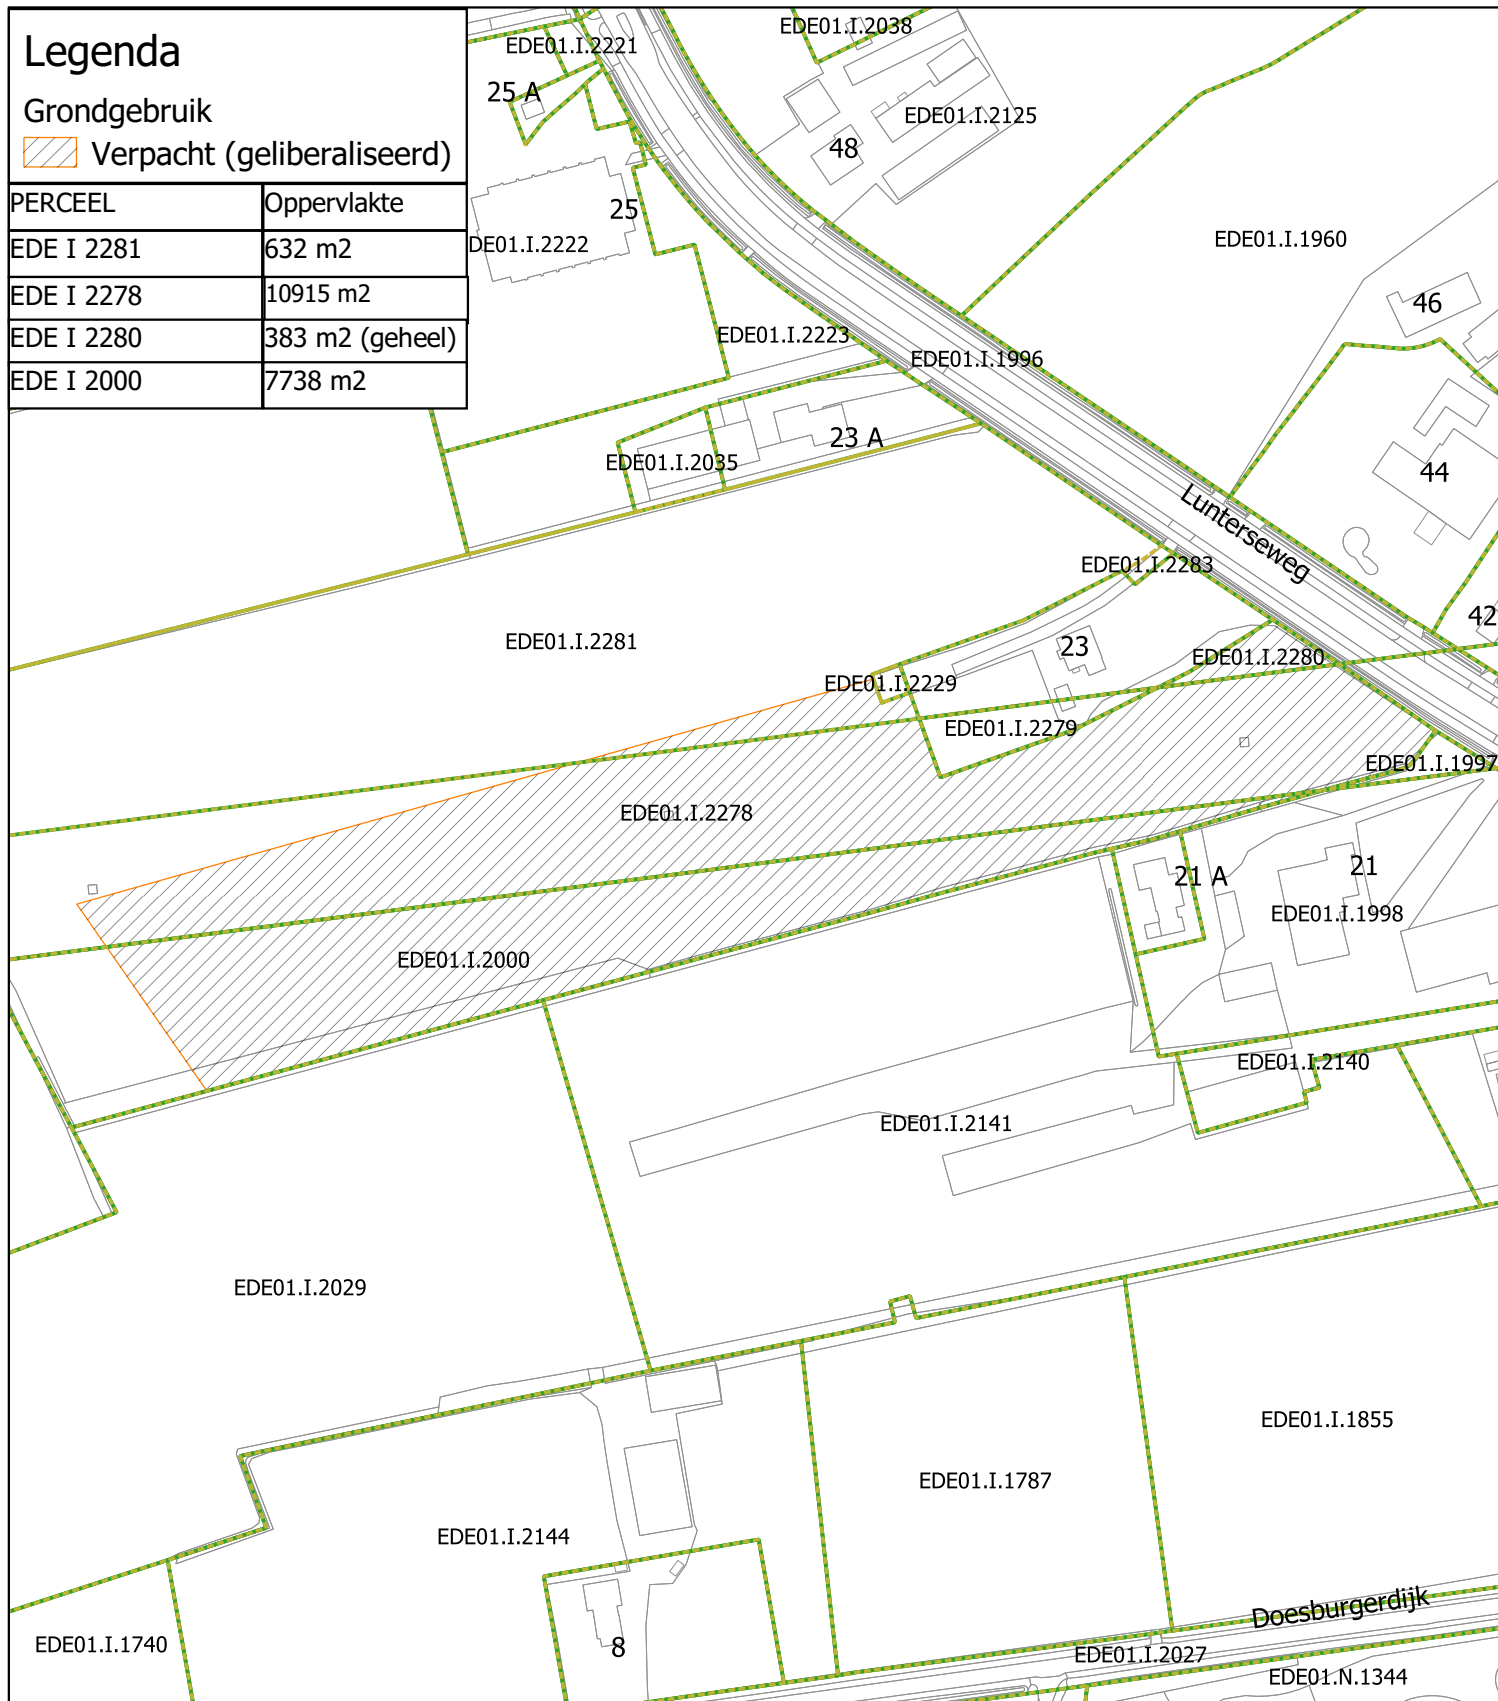 Legenda
Grondgebruik
Verpacht (geliberaliseerd)
PERCEEL Oppervlakte
EDE I 2281 632 m2
EDE I 2278 10915 m2
EDE I 2280 383 m2 (geheel)
EDE I 2000 7738 m2
EDE01.I.2038
EDE01.I.2221
25 A
EDE01.I.2125
48
25
DE01.I.2222
EDE01.I.1960
46
EDE01.I.2223
EDE01.I.1996
23 A
EDE01.I.2035
44
Lunterseweg
EDE01.I.2283
42
EDE01.I.2281
23
EDE01.I.2280
EDE01.I.2229
EDE01.I.2279
EDE01.I.1997
EDE01.I.2278
21 A
21
EDE01.I.1998
EDE01.I.2000
EDE01.I.2140
EDE01.I.2141
EDE01.I.2029
EDE01.I.1855
EDE01.I.1787
EDE01.I.2144
Doesburgerdijk
EDE01.I.1740
8
EDE01.I.2027
EDE01.N.1344